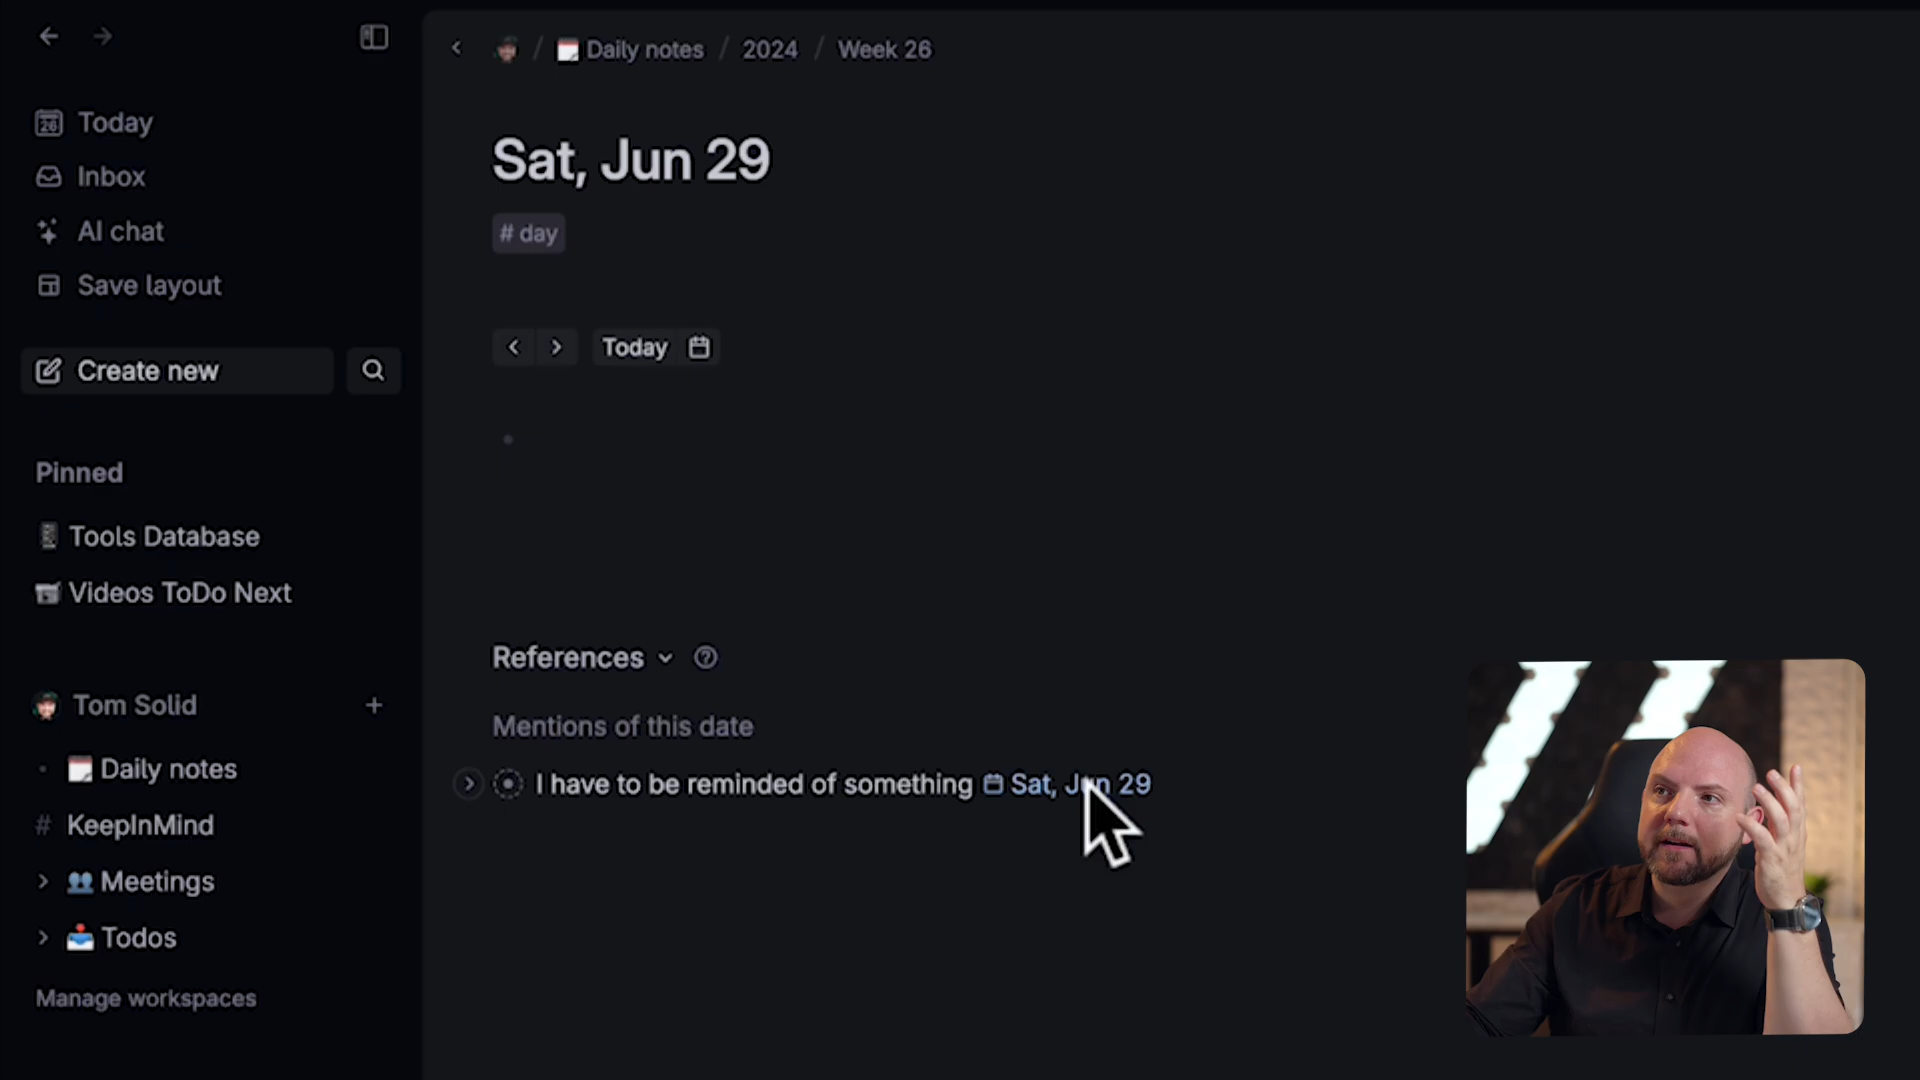 Daily notes / 2024 / Week 26
26 Today
Inbox
AI chat
Save layout
Create new
Pinned
Tools Database
Videos ToDo Next
Tom Solid
Daily notes
# KeepInMind
Meetings
Todos
Manage workspaces
Sat, Jun 29
# day
Today
References
Mentions of this date
I have to be reminded of something Sat, Jun 29